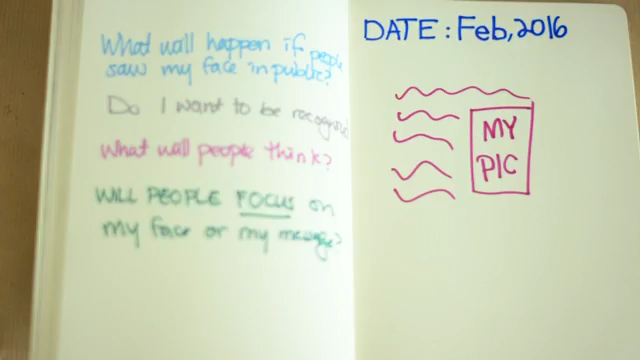 What will happen if people
saw my face in public?
Do I want to be recognized
What will people think?
WILL PEOPLE FOCUS on
my face or my message?
DATE: Feb, 2016
MY
PIC